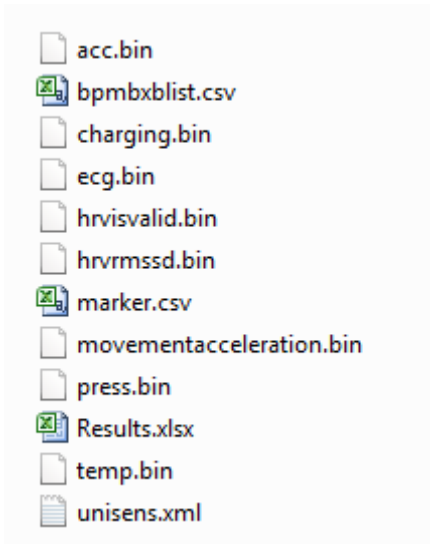 acc.bin
bpmbxblist.csv
charging.bin
ecg.bin
hrvisvalid.bin
hrvrmssd.bin
marker.csv
movementacceleration.bin
press.bin
Results.xlsx
temp.bin
unisens.xml